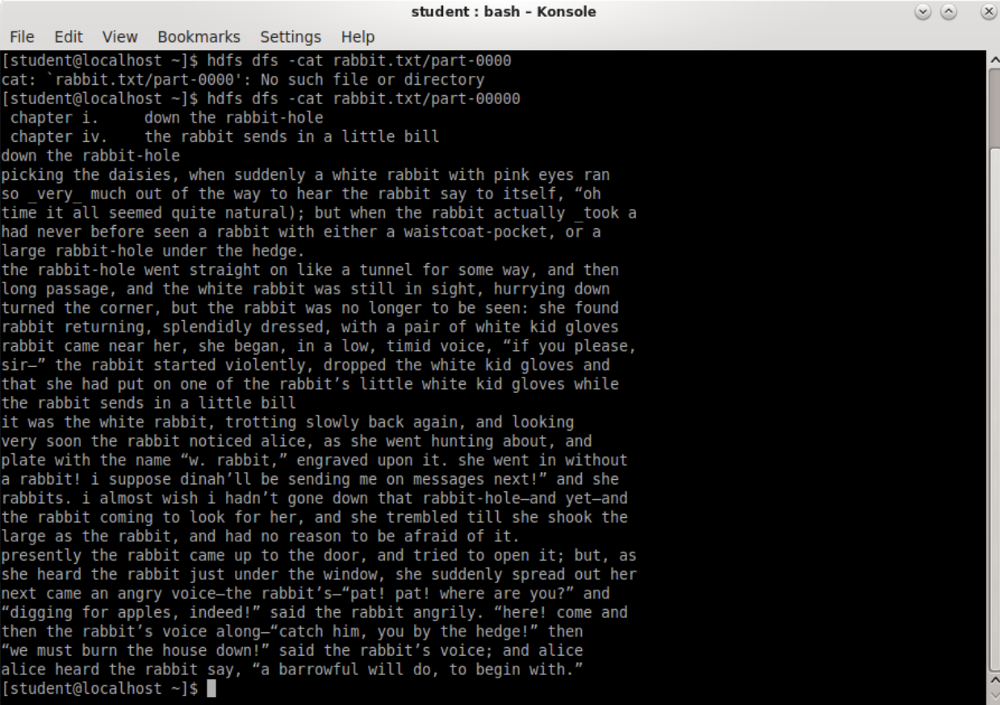 student : bash – Konsole
File Edit View Bookmarks Settings Help
[student@localhost ~]$ hdfs dfs -cat rabbit.txt/part-0000
cat: `rabbit.txt/part-0000': No such file or directory
[student@localhost ~]$ hdfs dfs -cat rabbit.txt/part-00000
 chapter i.     down the rabbit-hole
 chapter iv.    the rabbit sends in a little bill
down the rabbit-hole
picking the daisies, when suddenly a white rabbit with pink eyes ran
so _very_ much out of the way to hear the rabbit say to itself, “oh
time it all seemed quite natural); but when the rabbit actually _took a
had never before seen a rabbit with either a waistcoat-pocket, or a
large rabbit-hole under the hedge.
the rabbit-hole went straight on like a tunnel for some way, and then
long passage, and the white rabbit was still in sight, hurrying down
turned the corner, but the rabbit was no longer to be seen: she found
rabbit returning, splendidly dressed, with a pair of white kid gloves
rabbit came near her, she began, in a low, timid voice, “if you please,
sir—” the rabbit started violently, dropped the white kid gloves and
that she had put on one of the rabbit’s little white kid gloves while
the rabbit sends in a little bill
it was the white rabbit, trotting slowly back again, and looking
very soon the rabbit noticed alice, as she went hunting about, and
plate with the name “w. rabbit,” engraved upon it. she went in without
a rabbit! i suppose dinah’ll be sending me on messages next!” and she
rabbits. i almost wish i hadn’t gone down that rabbit-hole—and yet—and
the rabbit coming to look for her, and she trembled till she shook the
large as the rabbit, and had no reason to be afraid of it.
presently the rabbit came up to the door, and tried to open it; but, as
she heard the rabbit just under the window, she suddenly spread out her
next came an angry voice—the rabbit’s—“pat! pat! where are you?” and
“digging for apples, indeed!” said the rabbit angrily. “here! come and
then the rabbit’s voice along—“catch him, you by the hedge!” then
“we must burn the house down!” said the rabbit’s voice; and alice
alice heard the rabbit say, “a barrowful will do, to begin with.”
[student@localhost ~]$